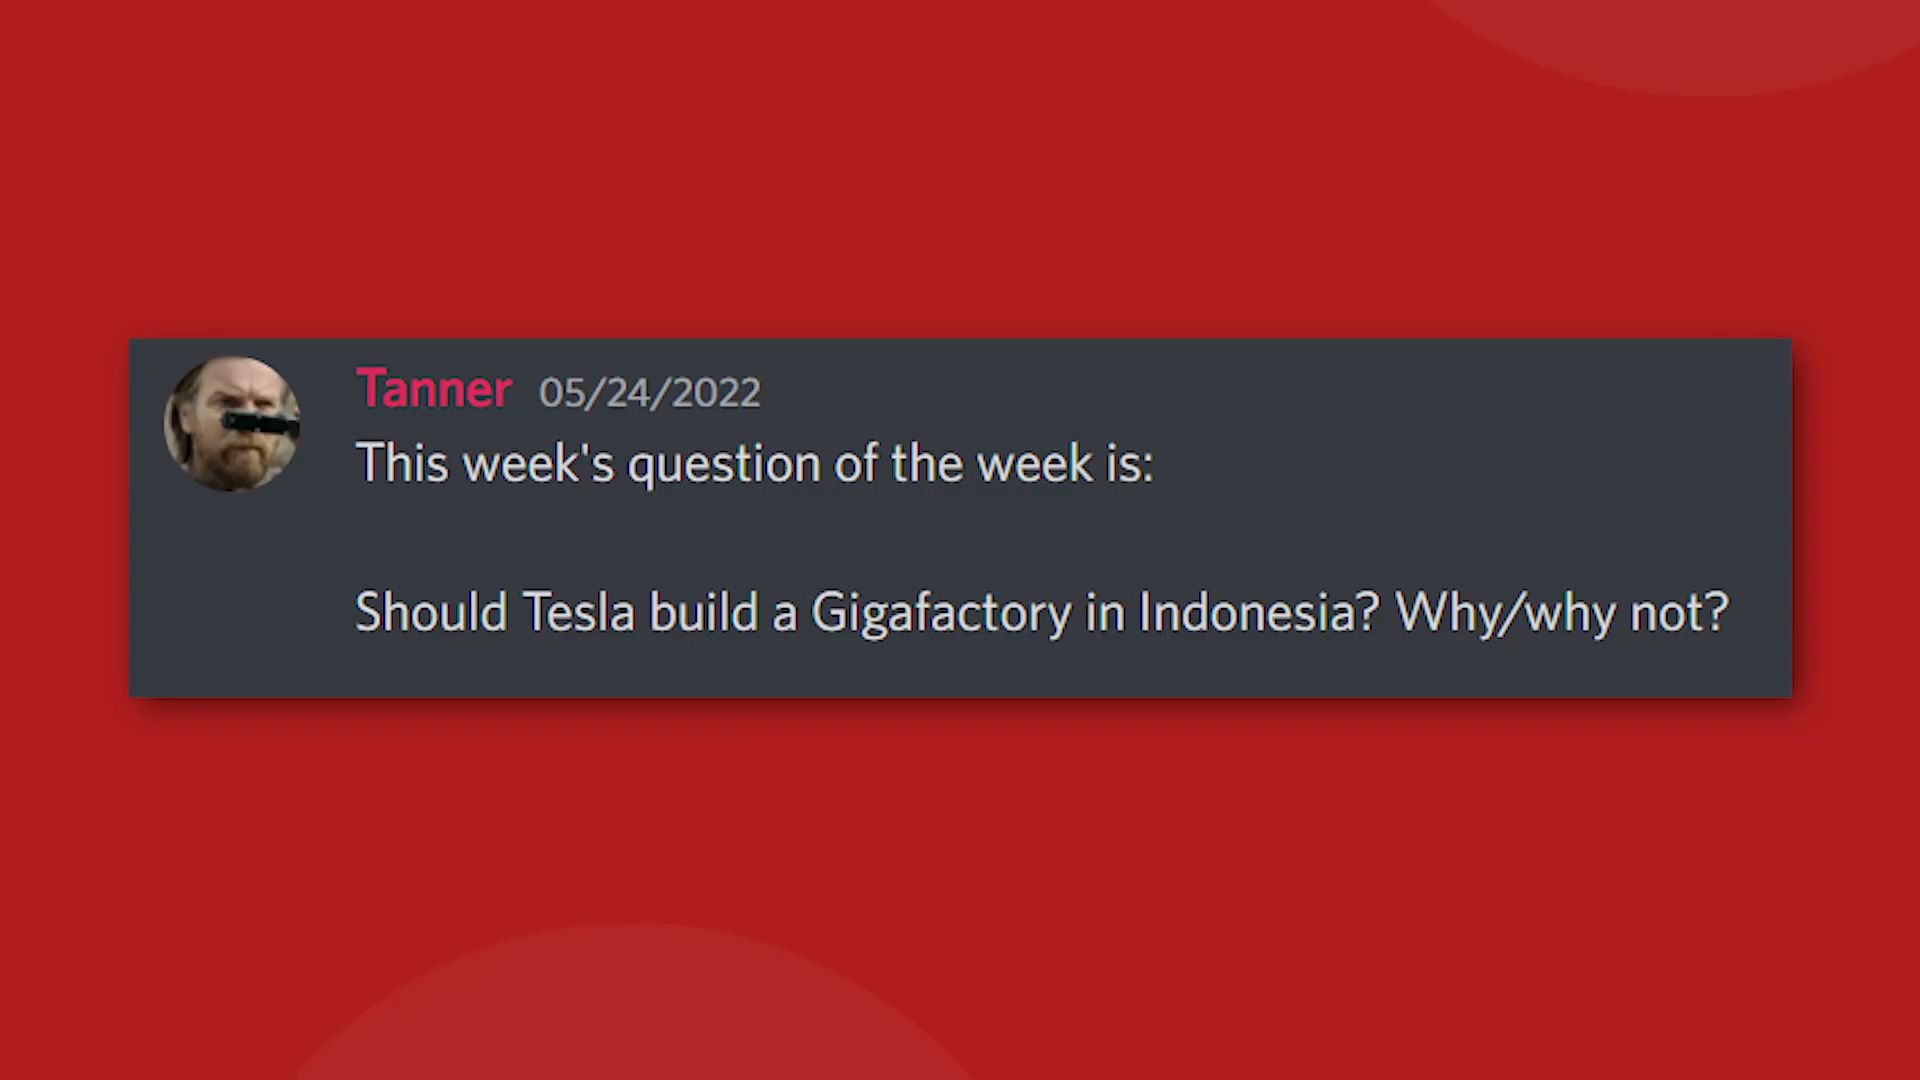 Tanner 05/24/2022
This week's question of the week is:
Should Tesla build a Gigafactory in Indonesia? Why/why not?